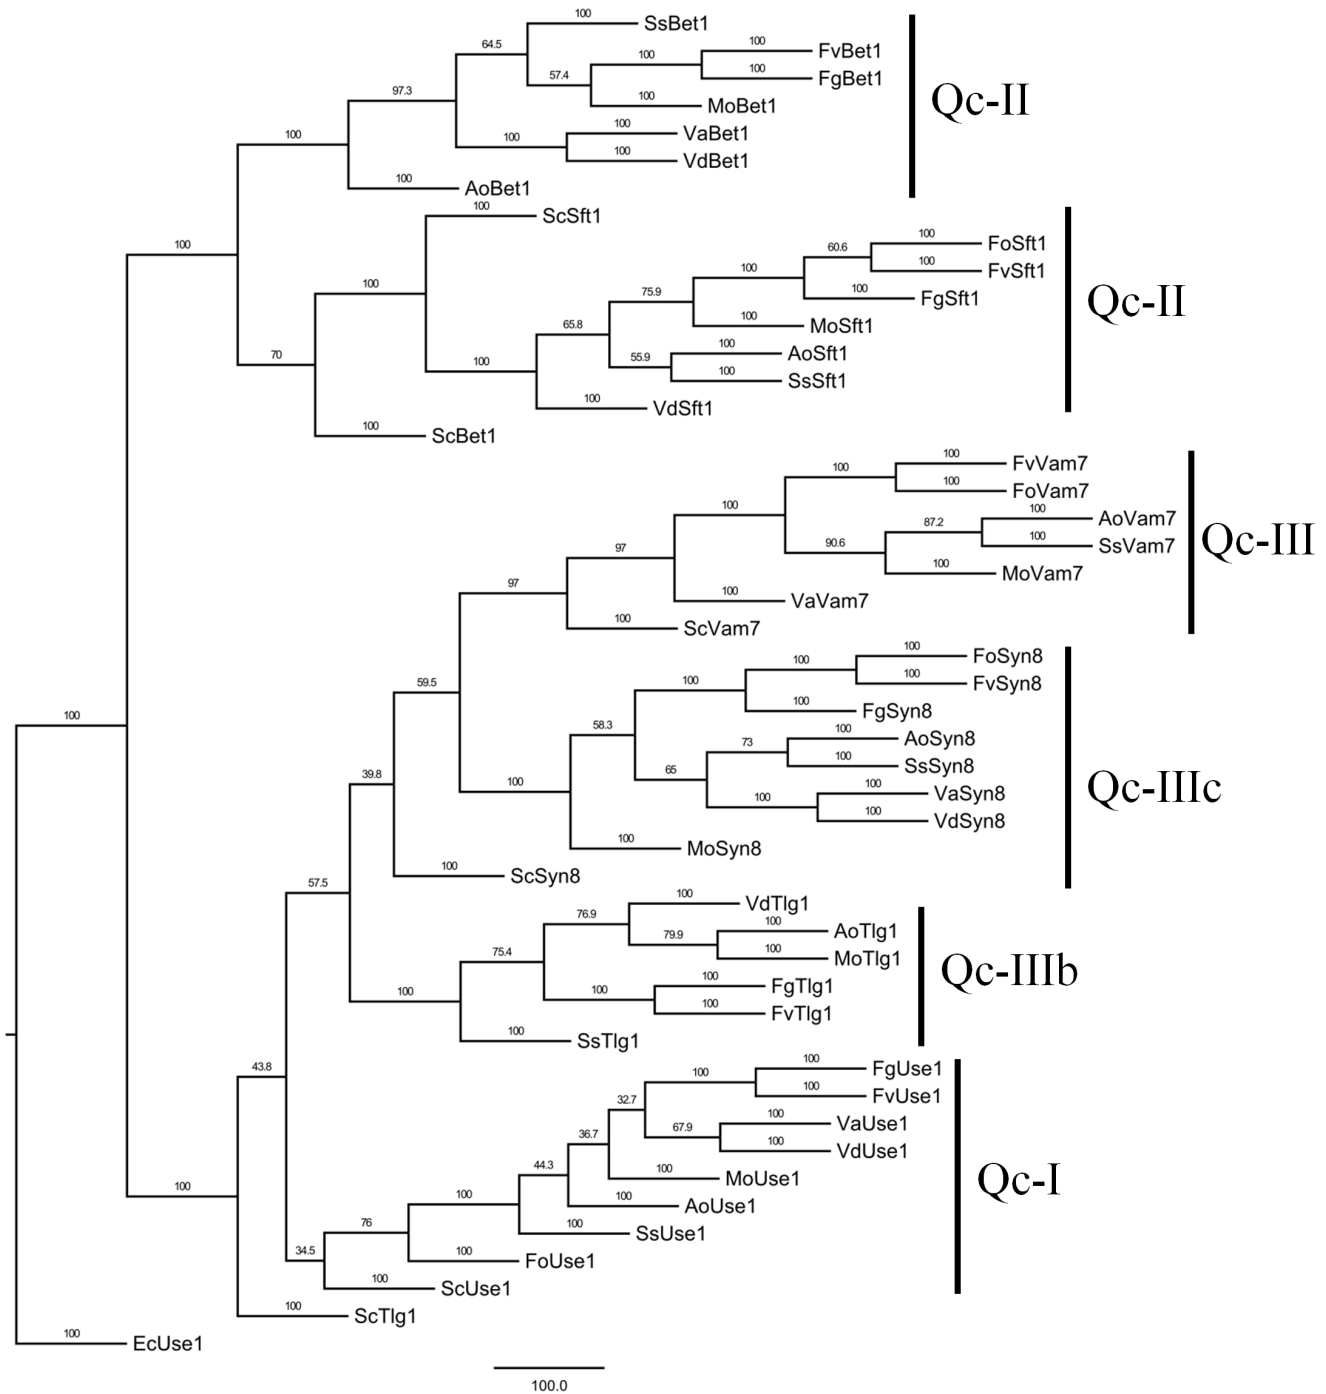 100 SsBet1
64.5
100 FvBet1
100
100 FgBet1
57.4
97.3
100 MoBet1
100 VaBet1
100
100 VdBet1
100
100 AoBet1
Qc-II
100 ScSft1
100
100 FoSft1
60.6
100 FvSft1
100
100 FgSft1
75.9
100
100 MoSft1
65.8
100 AoSft1
55.9
100 SsSft1
100
70
100 VdSft1
100 ScBet1
Qc-II
100 FvVam7
100
100 FoVam7
100
100 AoVam7
87.2
100 SsVam7
90.6
97
100 MoVam7
97
100 VaVam7
100 ScVam7
Qc-III
100 FoSyn8
100
100 FvSyn8
100
59.5
100 FgSyn8
58.3
100 AoSyn8
73
100 SsSyn8
65
100 VaSyn8
100
100 VdSyn8
100
39.8
100 MoSyn8
100 ScSyn8
Qc-IIIc
57.5
100 VdTlg1
76.9
100 AoTlg1
79.9
100 MoTlg1
75.4
100 FgTlg1
100
100 FvTlg1
100
100 SsTlg1
Qc-IIIb
43.8
100 FgUse1
100
100 FvUse1
32.7
100 VaUse1
67.9
100 VdUse1
36.7
100 MoUse1
44.3
100 AoUse1
100
100 SsUse1
76
100 FoUse1
34.5
100 ScUse1
Qc-I
100
100 ScTlg1
100
100 EcUse1
100.0